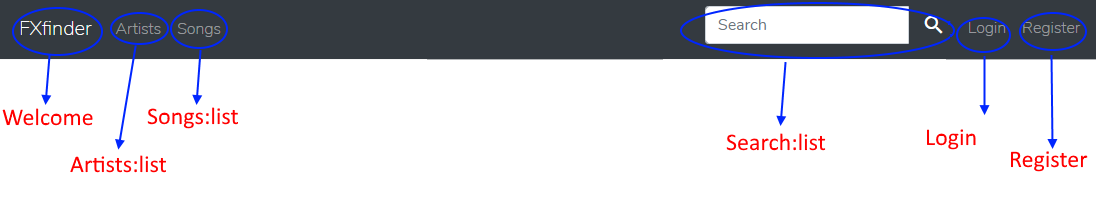 FXfinder Artists Songs Search Login Register
Welcome Songs:list
Artists:list
Search:list
Login
Register